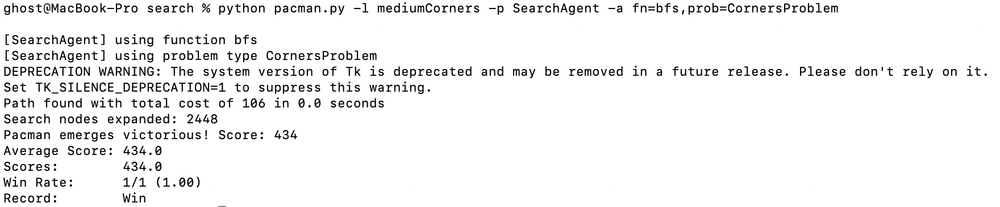 ghost@MacBook-Pro search % python pacman.py -l mediumCorners -p SearchAgent -a fn=bfs,prob=CornersProblem
[SearchAgent] using function bfs
[SearchAgent] using problem type CornersProblem
DEPRECATION WARNING: The system version of Tk is deprecated and may be removed in a future release. Please don't rely on it.
Set TK_SILENCE_DEPRECATION=1 to suppress this warning.
Path found with total cost of 106 in 0.0 seconds
Search nodes expanded: 2448
Pacman emerges victorious! Score: 434
Average Score: 434.0
Scores:        434.0
Win Rate:      1/1 (1.00)
Record:        Win